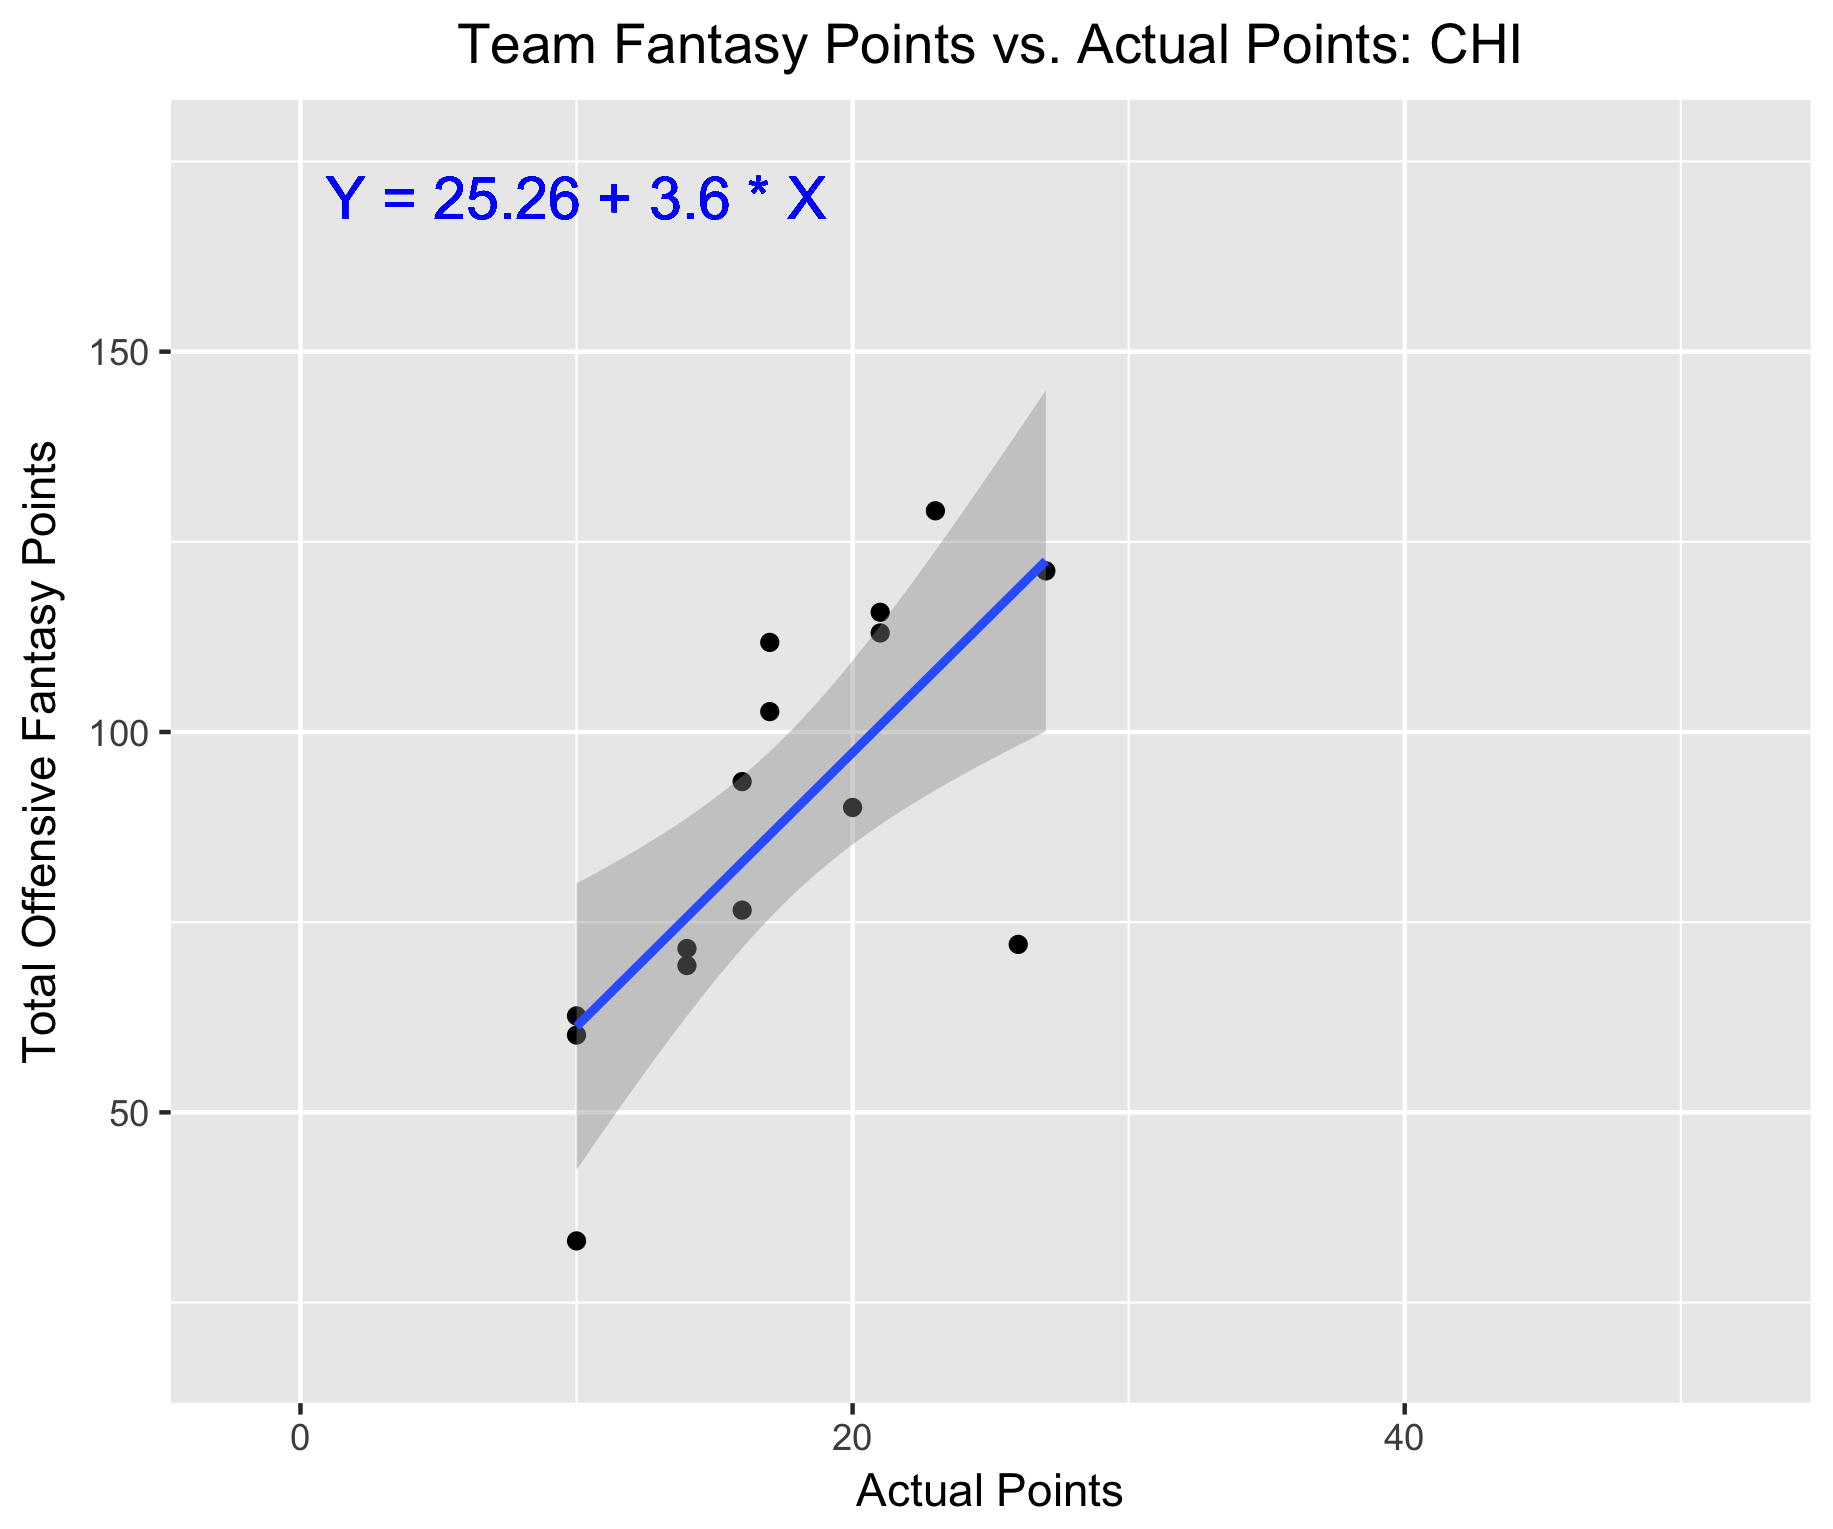 Team Fantasy Points vs. Actual Points: CHI
Y = 25.26 + 3.6 * X
Total Offensive Fantasy Points
150
100
50
0
20
40
Actual Points